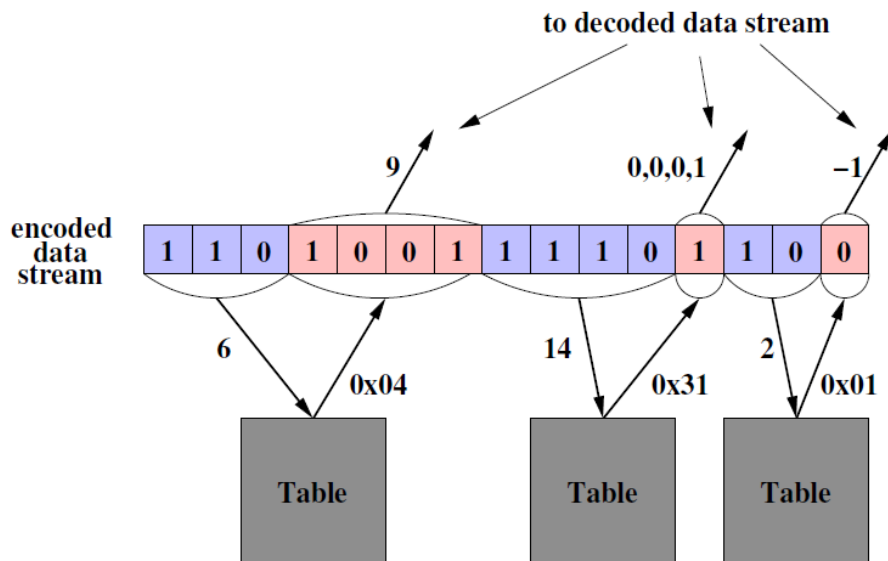 to decoded data stream
9
0,0,0,1
−1
encoded
data
stream
1 1 0 1 0 0 1 1 1 1 0 1 1 0 0
6
0x04
14
0x31
2
0x01
Table
Table
Table